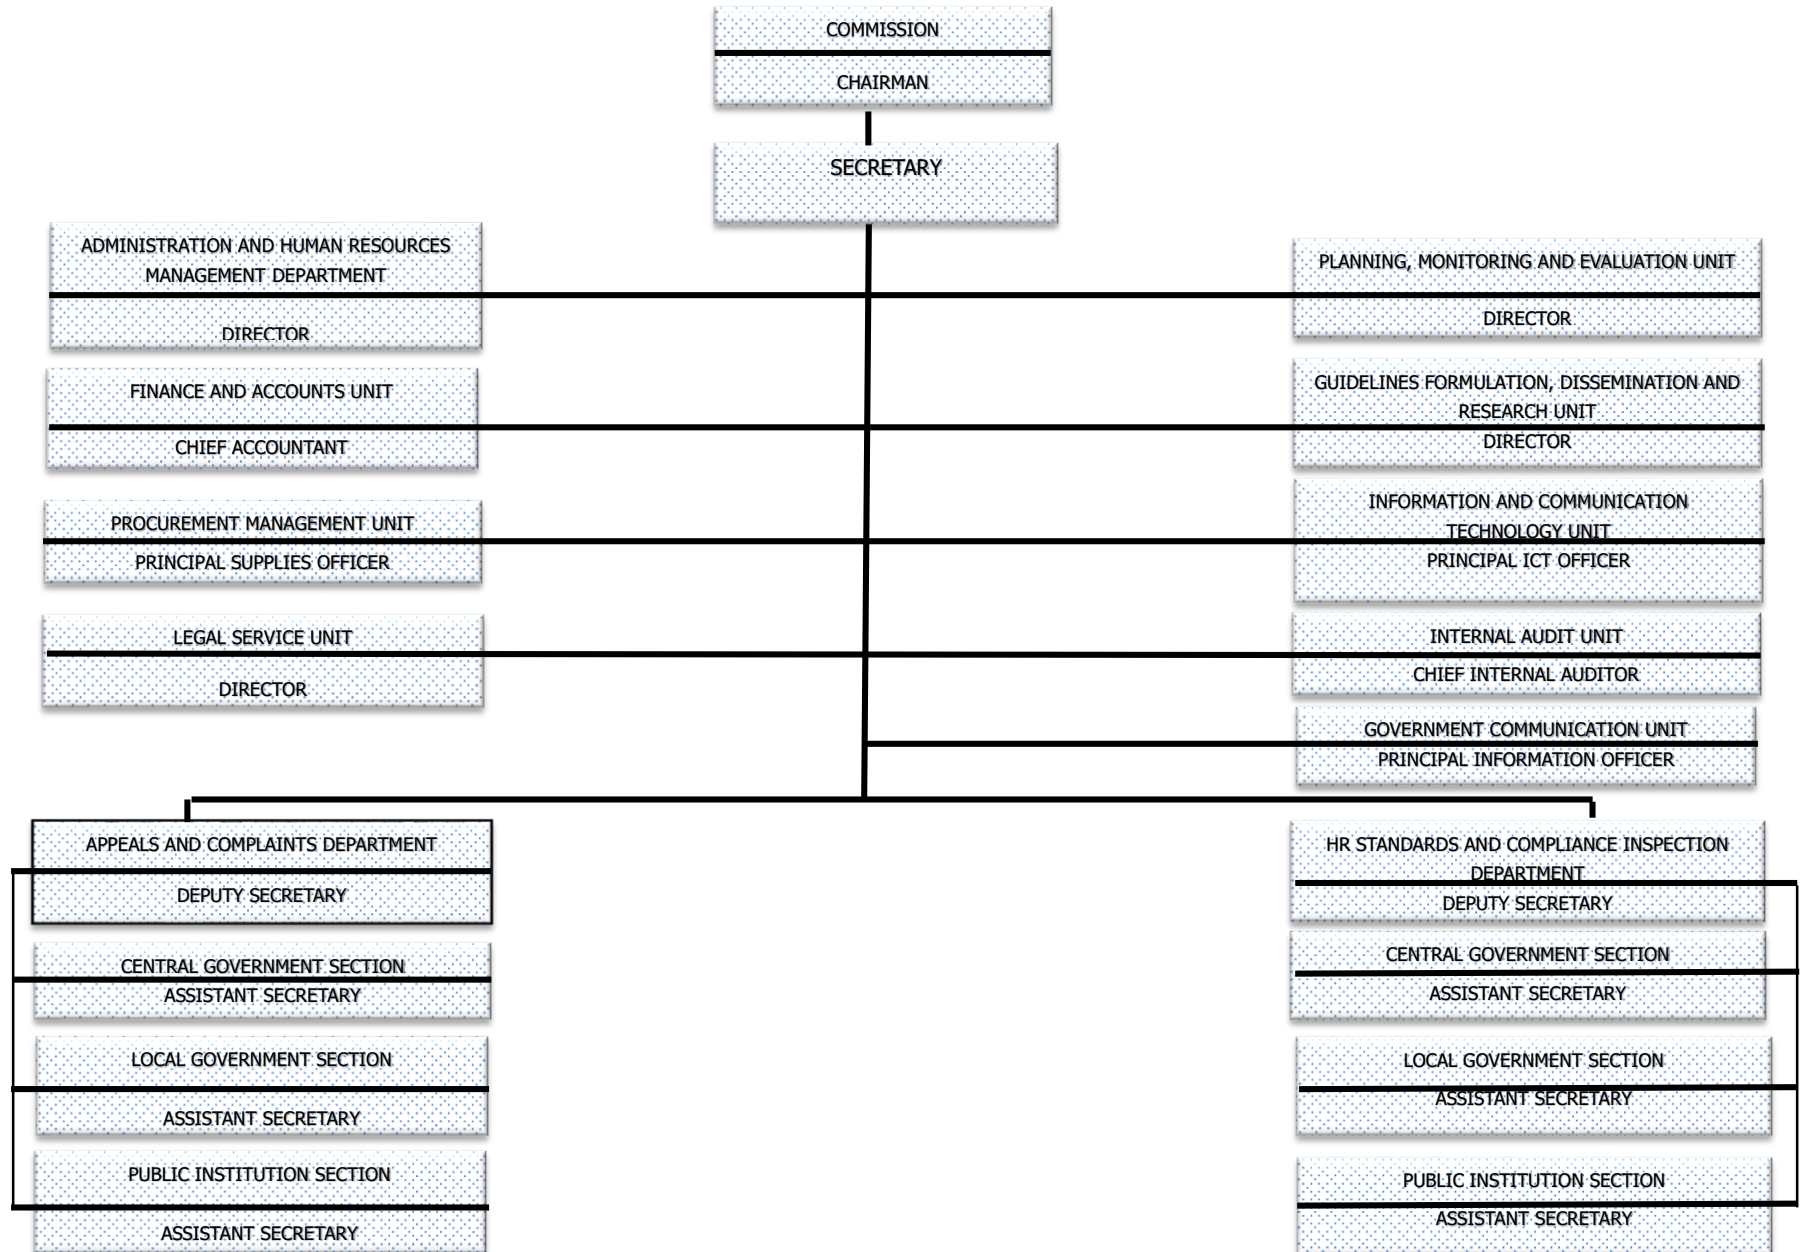 COMMISSION
CHAIRMAN
SECRETARY
ADMINISTRATION AND HUMAN RESOURCES
MANAGEMENT DEPARTMENT
DIRECTOR
PLANNING, MONITORING AND EVALUATION UNIT
DIRECTOR
FINANCE AND ACCOUNTS UNIT
CHIEF ACCOUNTANT
GUIDELINES FORMULATION, DISSEMINATION AND
RESEARCH UNIT
DIRECTOR
PROCUREMENT MANAGEMENT UNIT
PRINCIPAL SUPPLIES OFFICER
INFORMATION AND COMMUNICATION
TECHNOLOGY UNIT
PRINCIPAL ICT OFFICER
LEGAL SERVICE UNIT
DIRECTOR
INTERNAL AUDIT UNIT
CHIEF INTERNAL AUDITOR
GOVERNMENT COMMUNICATION UNIT
PRINCIPAL INFORMATION OFFICER
APPEALS AND COMPLAINTS DEPARTMENT
DEPUTY SECRETARY
CENTRAL GOVERNMENT SECTION
ASSISTANT SECRETARY
LOCAL GOVERNMENT SECTION
ASSISTANT SECRETARY
PUBLIC INSTITUTION SECTION
ASSISTANT SECRETARY
HR STANDARDS AND COMPLIANCE INSPECTION
DEPARTMENT
DEPUTY SECRETARY
CENTRAL GOVERNMENT SECTION
ASSISTANT SECRETARY
LOCAL GOVERNMENT SECTION
ASSISTANT SECRETARY
PUBLIC INSTITUTION SECTION
ASSISTANT SECRETARY